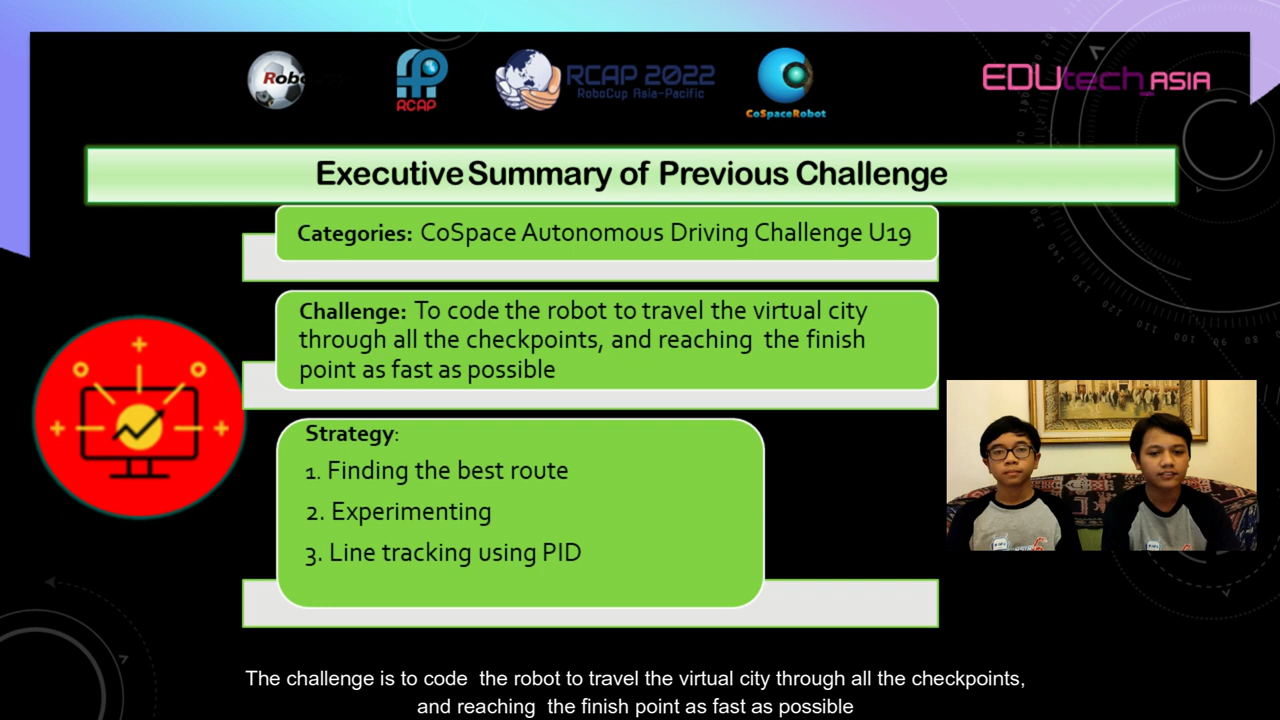 Robo
RCAP
RCAP 2022
RoboCup Asia-Pacific
CoSpaceRobot
EDUtech_ASIA
Executive Summary of Previous Challenge
Categories: CoSpace Autonomous Driving Challenge U19
Challenge: To code the robot to travel the virtual city
through all the checkpoints, and reaching the finish
point as fast as possible
Strategy:
1. Finding the best route
2. Experimenting
3. Line tracking using PID
The challenge is to code the robot to travel the virtual city through all the checkpoints,
and reaching the finish point as fast as possible